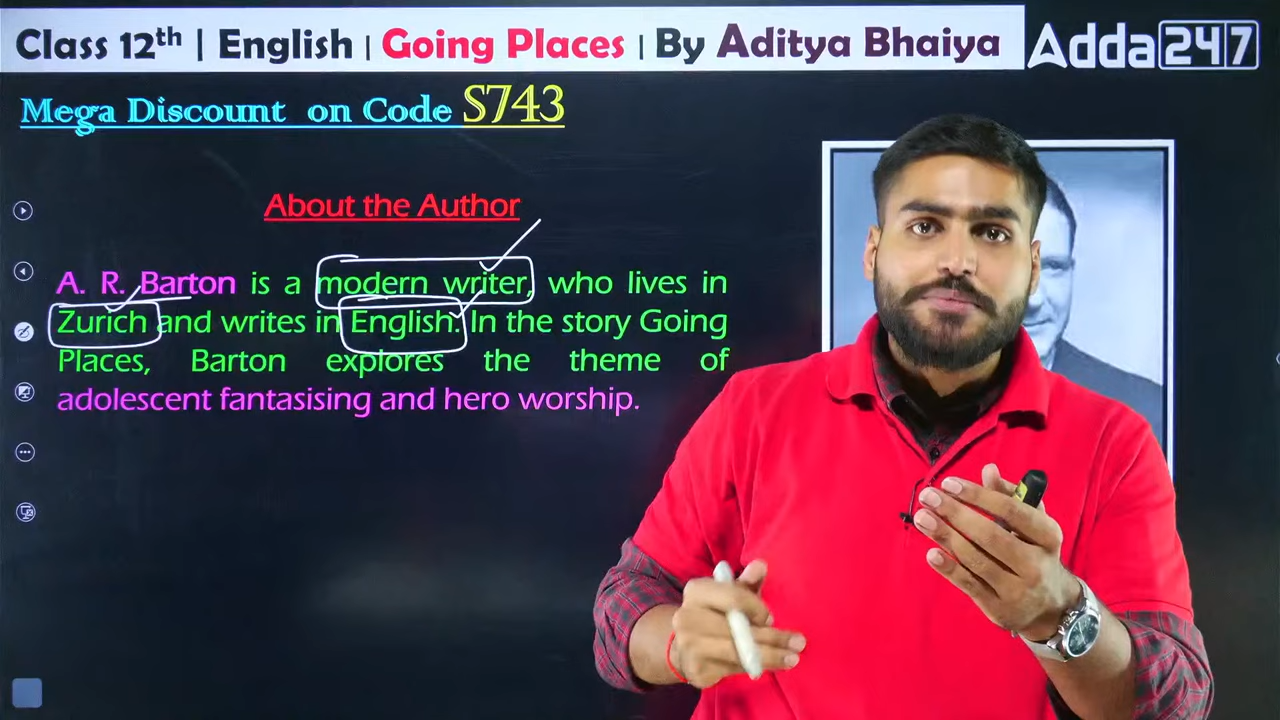 Class 12th | English | Going Places | By Aditya Bhaiya
Adda247
Mega Discount on Code S743
About the Author
A. R. Barton is a modern writer, who lives in
Zurich and writes in English. In the story Going
Places, Barton explores the theme of
adolescent fantasising and hero worship.